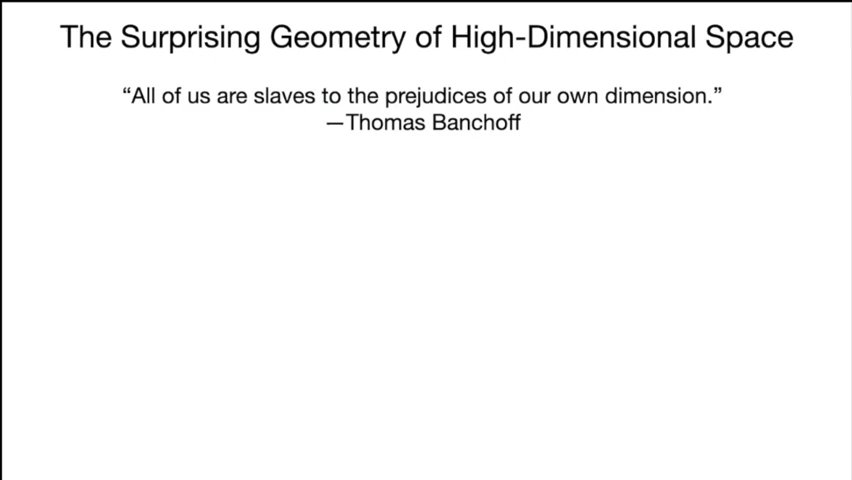 The Surprising Geometry of High-Dimensional Space
“All of us are slaves to the prejudices of our own dimension.”
—Thomas Banchoff